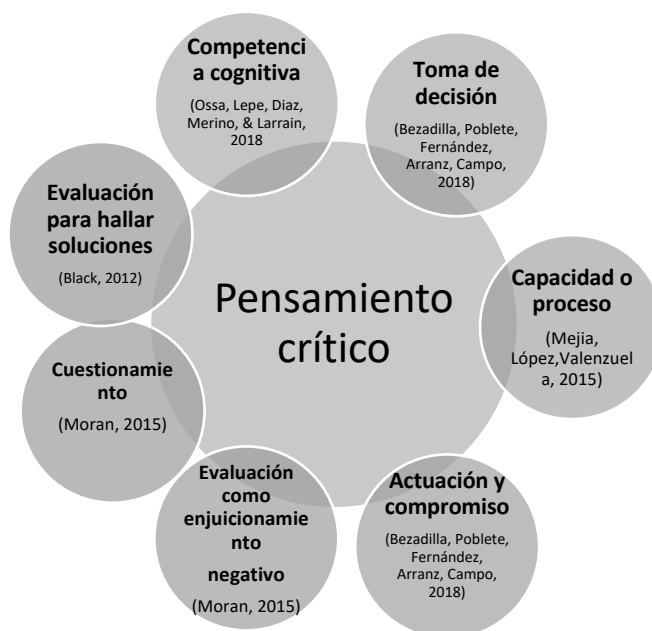 Competenci
a cognitiva
(Ossa, Lepe, Diaz,
Merino, & Larrain,
2018
Toma de
decisión
(Bezadilla, Poblete,
Fernández,
Arranz, Campo,
2018)
Evaluación
para hallar
soluciones
(Black, 2012)
Pensamiento
crítico
Capacidad o
proceso
(Mejia,
López,Valenzuel
a, 2015)
Cuestionamie
nto
(Moran, 2015)
Evaluación
como
enjuicionamie
nto
negativo
(Moran, 2015)
Actuación y
compromiso
(Bezadilla, Poblete,
Fernández,
Arranz, Campo,
2018)